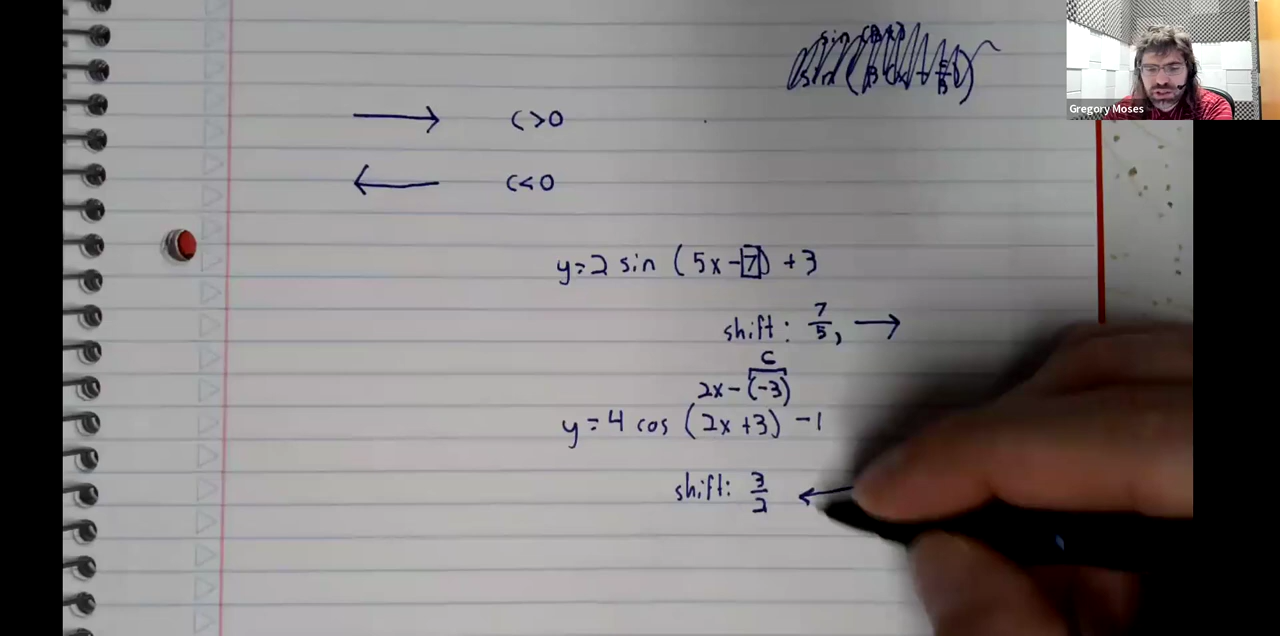 Gregory Moses
C>0
C<0
y=2 sin (5x-7)+3
shift: 7/5, →
C
2x-(-3)
y=4 cos (2x+3)-1
shift: 3/2 ←